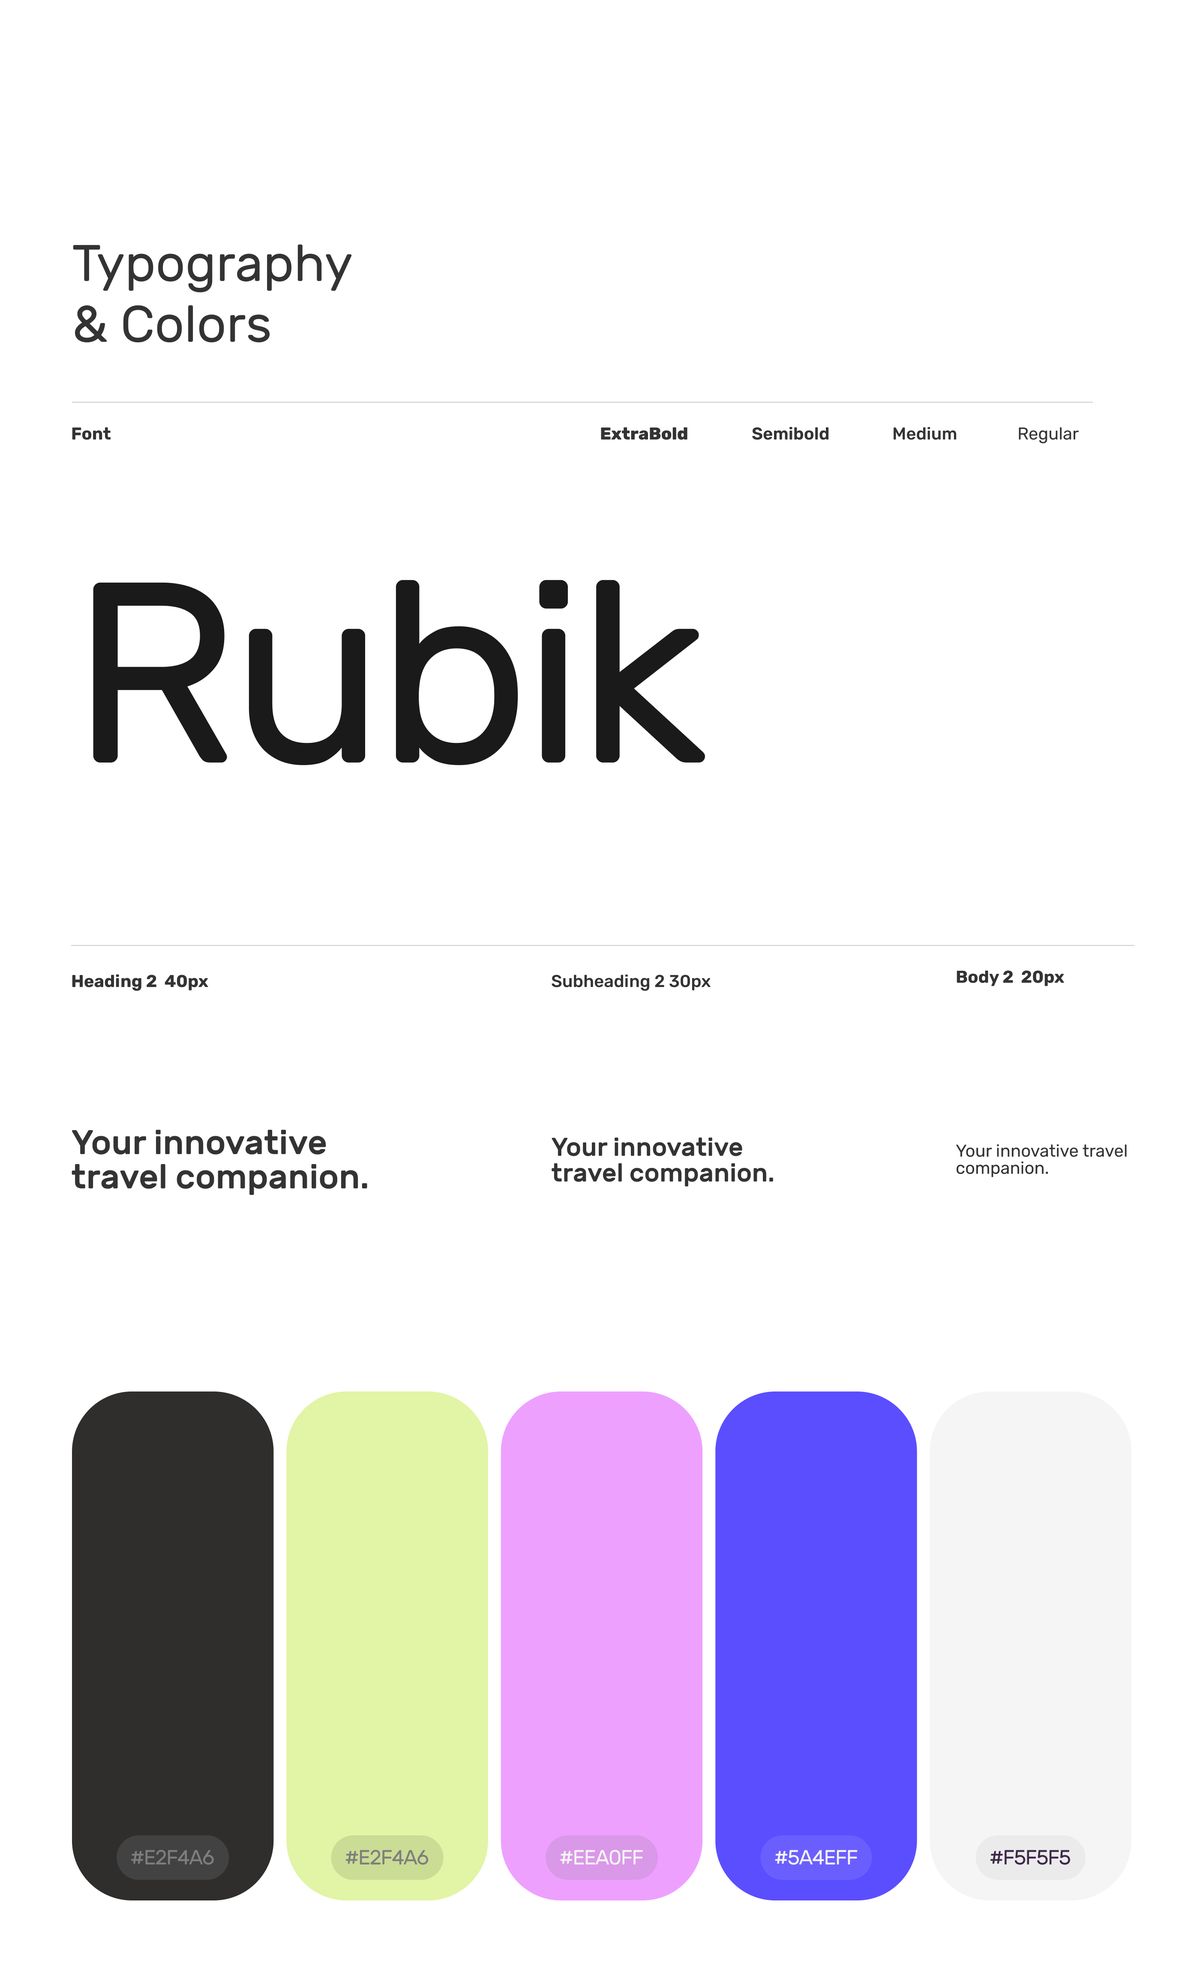 Typography
& Colors
Font
ExtraBold
Semibold
Medium
Regular
Rubik
Heading 2 40px
Subheading 2 30px
Body 2 20px
Your innovative
travel companion.
Your innovative
travel companion.
Your innovative travel
companion.
#E2F4A6
#E2F4A6
#EEA0FF
#5A4EFF
#F5F5F5